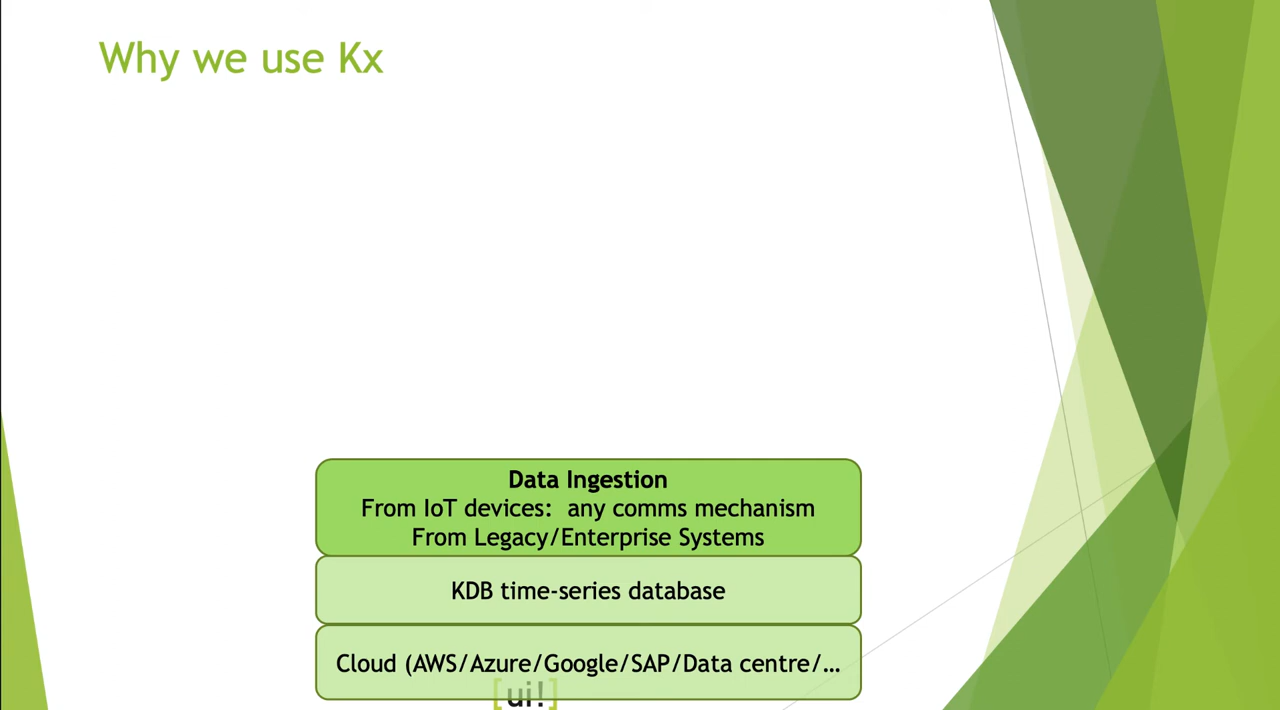 Why we use Kx
Data Ingestion
From IoT devices:  any comms mechanism
From Legacy/Enterprise Systems
KDB time-series database
Cloud (AWS/Azure/Google/SAP/Data centre/…
[ui!]